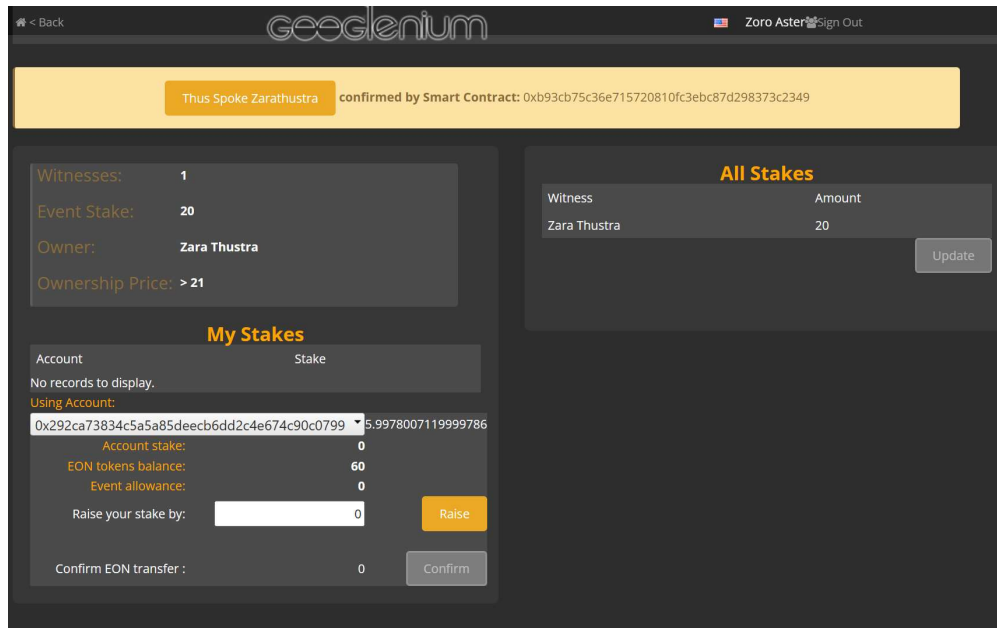 < Back
Geoglenium
Zoro Aster
Sign Out
Thus Spoke Zarathustra
confirmed by Smart Contract: 0xb93cb75c36e715720810fc3ebc87d298373c2349
Witnesses: 1
Event Stake: 20
Owner: Zara Thustra
Ownership Price: > 21
My Stakes
Account Stake
No records to display.
Using Account:
0x292ca73834c5a5a85deecb6dd2c4e674c90c0799 5.9978007119999786
Account stake: 0
EON tokens balance: 60
Event allowance: 0
Raise your stake by: 0 Raise
Confirm EON transfer : 0 Confirm
All Stakes
Witness Amount
Zara Thustra 20
Update